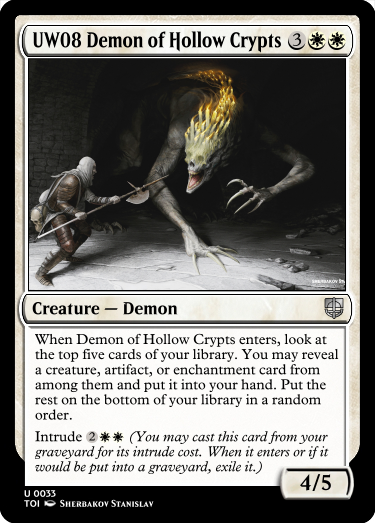 UW08 Demon of Hollow Crypts 3
SHERBAKOV
Creature — Demon
When Demon of Hollow Crypts enters, look at
the top five cards of your library. You may reveal
a creature, artifact, or enchantment card from
among them and put it into your hand. Put the
rest on the bottom of your library in a random
order.
Intrude 2 (You may cast this card from your
graveyard for its intrude cost. When it enters or if it
would be put into a graveyard, exile it.)
4/5
U 0033
TOI Sherbakov Stanislav